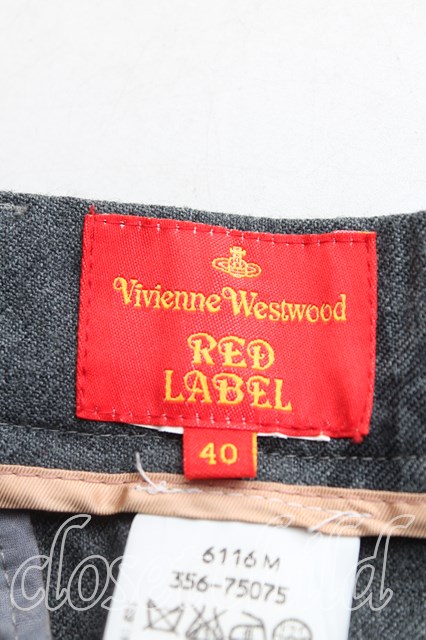 Vivienne Westwood
RED
LABEL
40
6116 M
356-75075